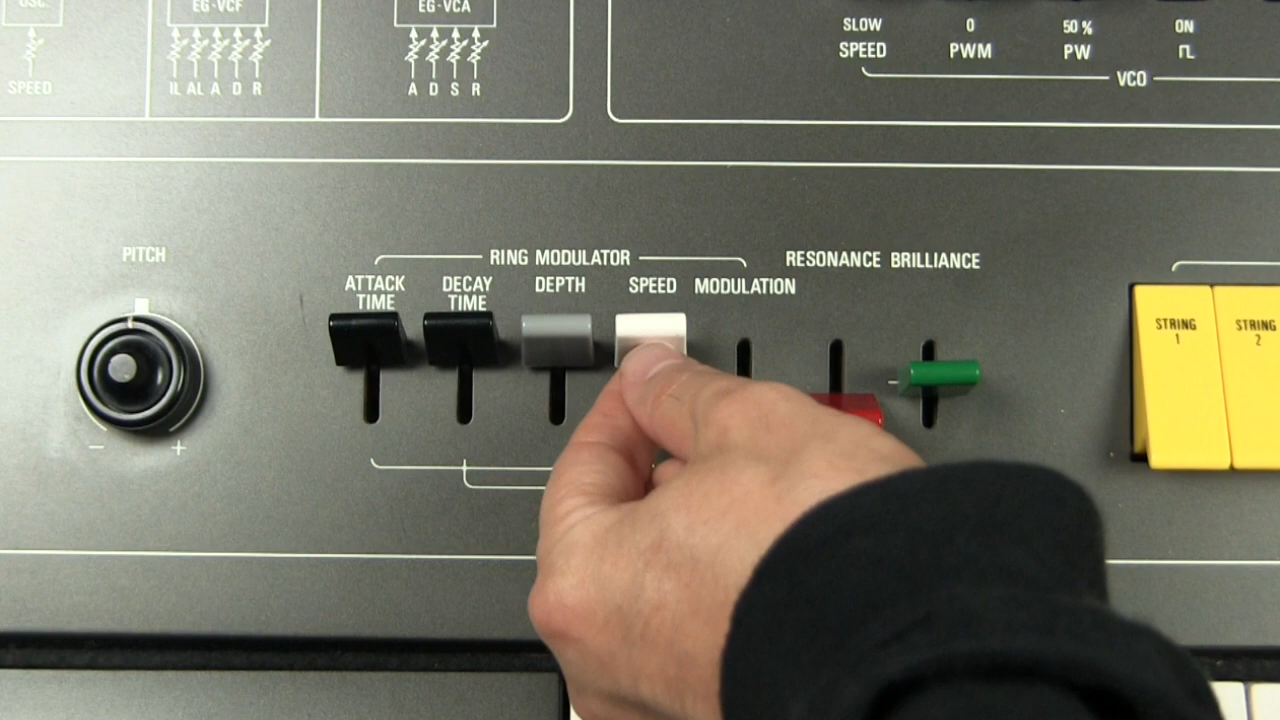 OSC.
SPEED
EG-VCF
IL AL A D R
EG-VCA
A D S R
SLOW 0 50% ON
SPEED PWM PW
VCO
PITCH
- +
RING MODULATOR
ATTACK TIME
DECAY TIME
DEPTH
SPEED
MODULATION
RESONANCE BRILLIANCE
STRING
1
STRING
2